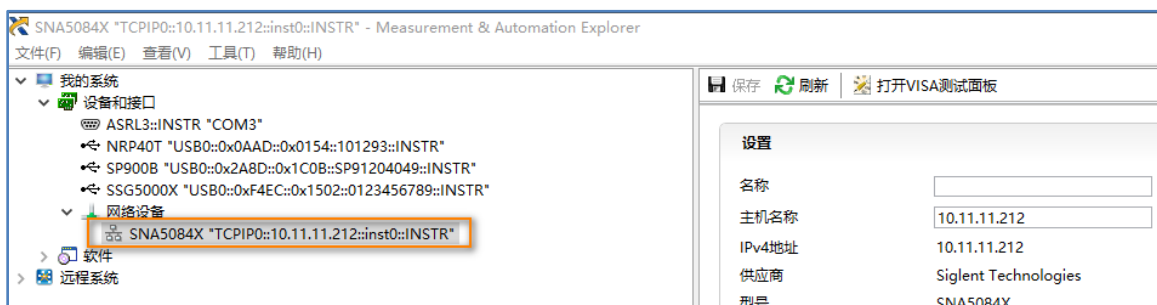 SNA5084X "TCPIP0::10.11.11.212::inst0::INSTR" - Measurement & Automation Explorer
文件(F) 编辑(E) 查看(V) 工具(T) 帮助(H)
我的系统
设备和接口
ASRL3::INSTR "COM3"
NRP40T "USB0::0x0AAD::0x0154::101293::INSTR"
SP900B "USB0::0x2A8D::0x1C0B::SP91204049::INSTR"
SSG5000X "USB0::0xF4EC::0x1502::0123456789::INSTR"
网络设备
SNA5084X "TCPIP0::10.11.11.212::inst0::INSTR"
软件
远程系统
保存 刷新 打开VISA测试面板
设置
名称
主机名称 10.11.11.212
IPv4地址 10.11.11.212
供应商 Siglent Technologies
型号 SNA5084X